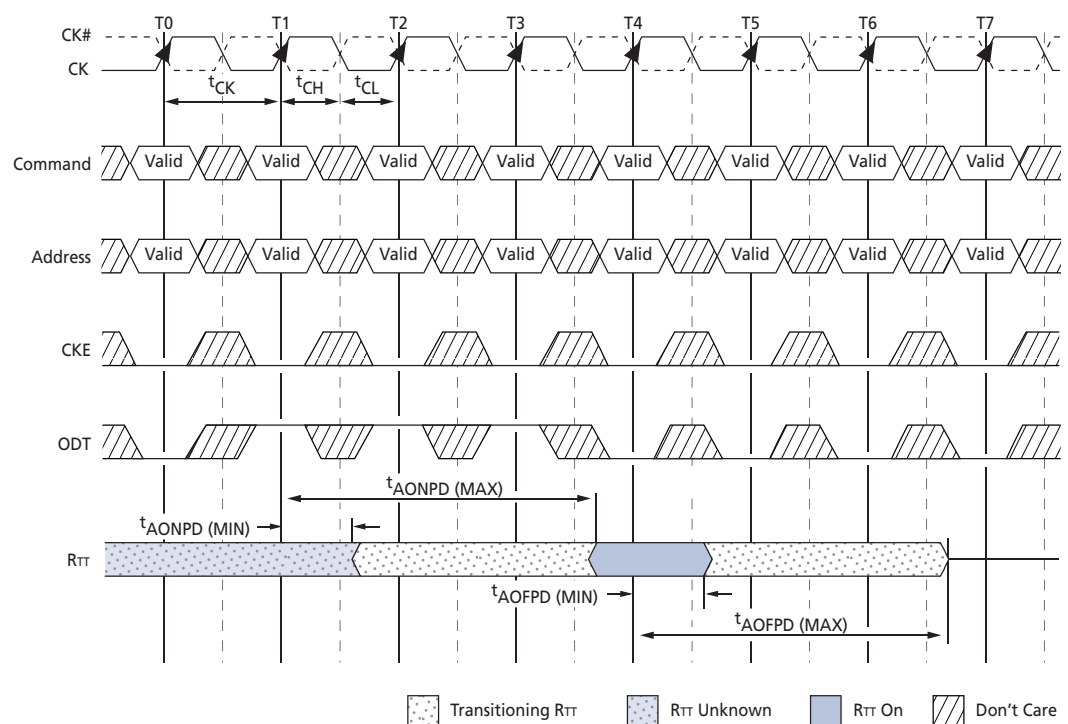 T0 T1 T2 T3 T4 T5 T6 T7
CK#
CK
tCK tCH tCL
Command Valid Valid Valid Valid Valid Valid Valid Valid
Address Valid Valid Valid Valid Valid Valid Valid Valid
CKE
ODT
tAONPD (MAX)
tAONPD (MIN)
RTT
tAOFPD (MIN)
tAOFPD (MAX)
Transitioning RTT RTT Unknown RTT On Don't Care